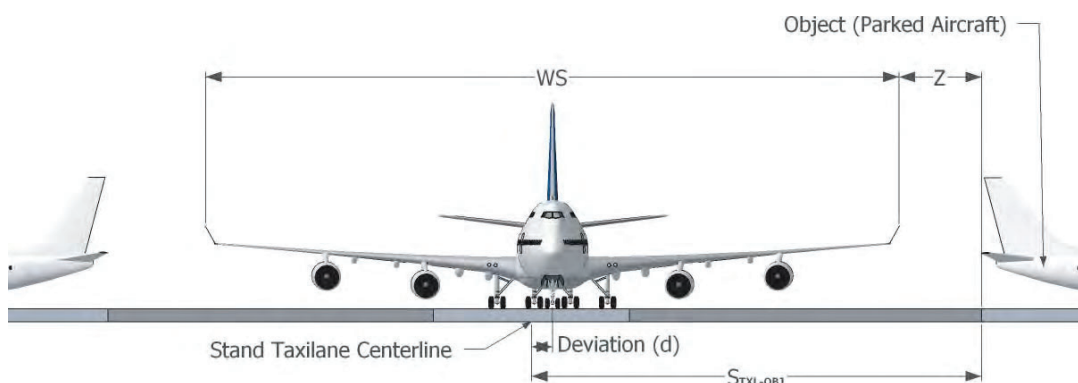 Object (Parked Aircraft)
WS
Z
Stand Taxilane Centerline
Deviation (d)
STXL-OBJ